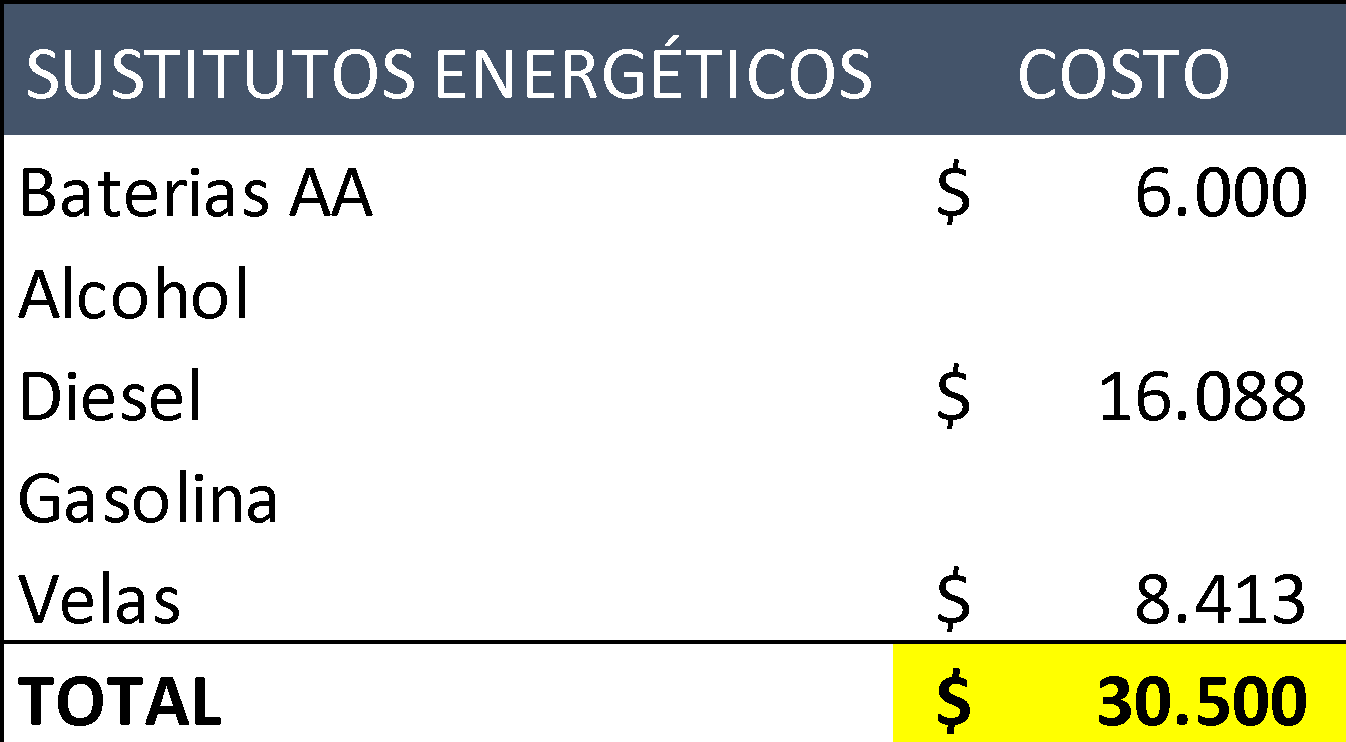 SUSTITUTOS ENERGÉTICOS COSTO
Baterias AA $ 6.000
Alcohol
Diesel $ 16.088
Gasolina
Velas $ 8.413
TOTAL $ 30.500